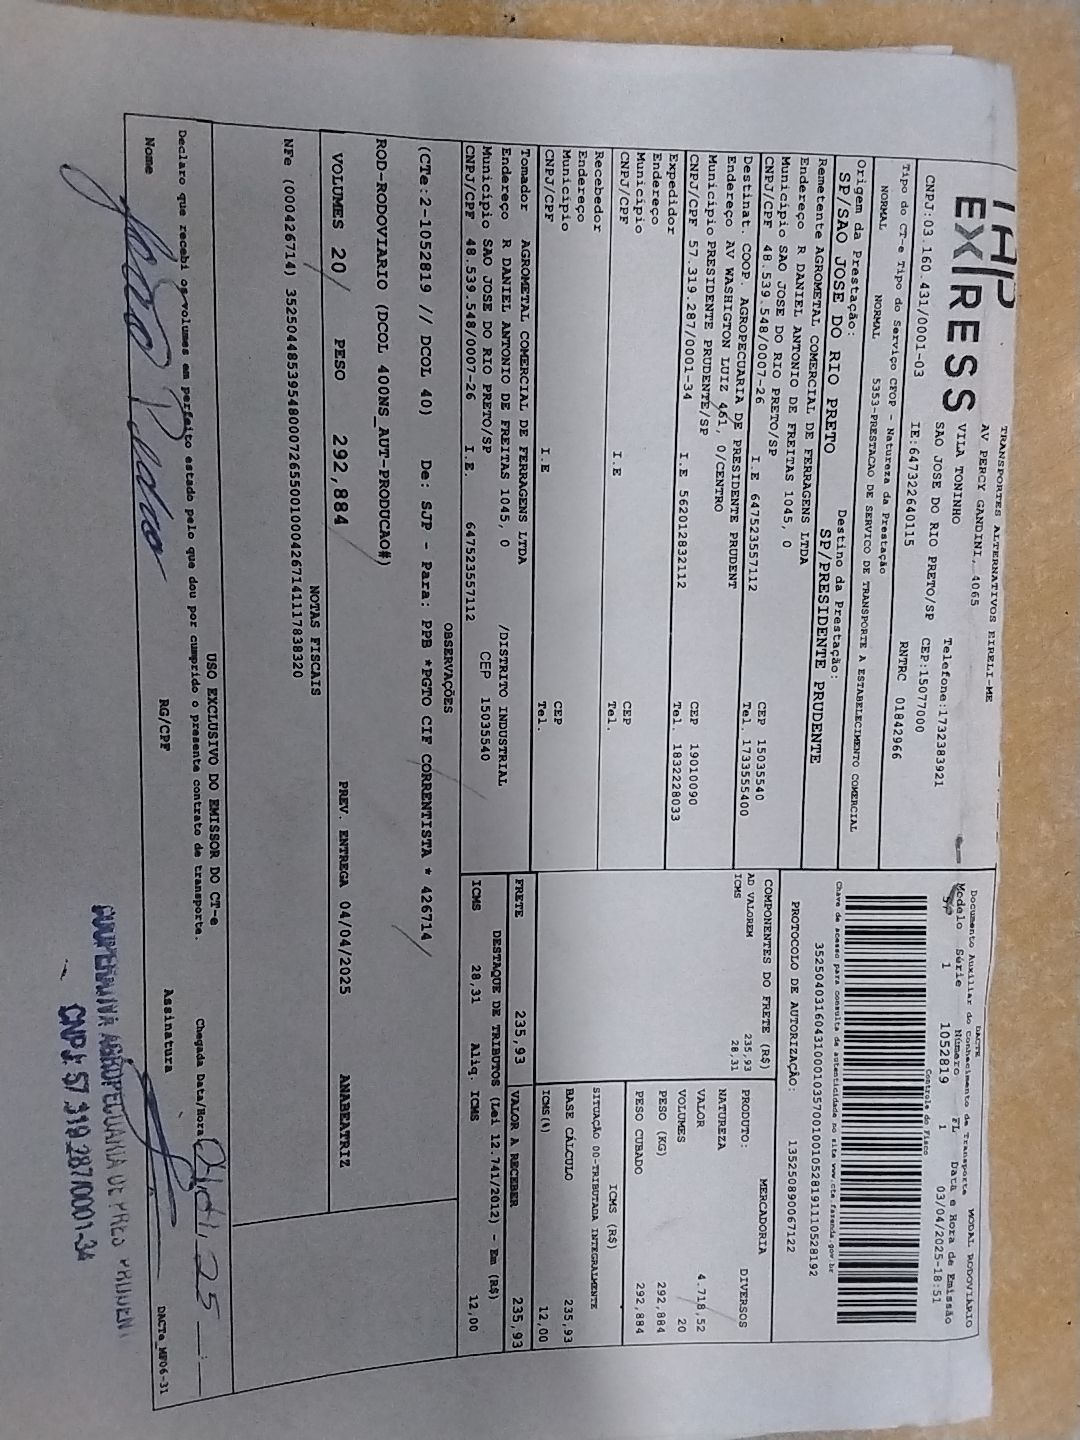 TAP
EXPRESS
TRANSPORTES ALTERNATIVOS EIRELI-ME
AV PERCY GANDINI, 4065
VILA TONINHO Telefone:1732383921
SAO JOSE DO RIO PRETO/SP CEP:15077000
CNPJ:03.160.431/0001-03 IE:647322640115 RNTRC 01842966
DACTE MODAL RODOVIÁRIO
Documento Auxiliar do Conhecimento de Transporte
Modelo Série Número FL Data e Hora de Emissão
57 1 1052819 1 03/04/2025-18:51
Controle do Fisco
Chave de acesso para consulta de autenticidade no site www.cte.fazenda.gov.br
35250403160431000103570010010528191110528192
PROTOCOLO DE AUTORIZAÇÃO: 135250890067122
Tipo do CT-e Tipo do Serviço CFOP - Natureza da Prestação
NORMAL NORMAL 5353-PRESTACAO DE SERVICO DE TRANSPORTE A ESTABELECIMENTO COMERCIAL
Origem da Prestação: Destino da Prestação:
SP/SAO JOSE DO RIO PRETO SP/PRESIDENTE PRUDENTE
Remetente AGROMETAL COMERCIAL DE FERRAGENS LTDA
Endereço R DANIEL ANTONIO DE FREITAS 1045, 0
Município SAO JOSE DO RIO PRETO/SP CEP 15035540
CNPJ/CPF 48.539.548/0007-26 I.E 647523557112 Tel. 1733555400
Destinat. COOP. AGROPECUARIA DE PRESIDENTE PRUDENT
Endereço AV WASHINGTON LUIZ 461, 0/CENTRO
Município PRESIDENTE PRUDENTE/SP CEP 19010090
CNPJ/CPF 57.319.287/0001-34 I.E 562012832112 Tel. 1832228033
Expedidor
Endereço
Município CEP
CNPJ/CPF I.E Tel.
Recebedor
Endereço
Município CEP
CNPJ/CPF I.E Tel.
Tomador AGROMETAL COMERCIAL DE FERRAGENS LTDA
Endereço R DANIEL ANTONIO DE FREITAS 1045, 0 /DISTRITO INDUSTRIAL
Município SAO JOSE DO RIO PRETO/SP CEP 15035540
CNPJ/CPF 48.539.548/0007-26 I.E. 647523557112
COMPONENTES DO FRETE (R$)
AD VALOREM 235,93
ICMS 28,31
PRODUTO: MERCADORIA
NATUREZA DIVERSOS
VALOR 4.718,52
VOLUMES 20
PESO (KG) 292,884
PESO CUBADO 292,884
ICMS (R$)
SITUAÇÃO 00-TRIBUTADA INTEGRALMENTE
BASE CÁLCULO 235,93
ICMS(%) 12,00
FRETE 235,93 VALOR A RECEBER 235,93
DESTAQUE DE TRIBUTOS (Lei 12.741/2012) - Em (R$)
ICMS 28,31 Alíq. ICMS 12,00
OBSERVAÇÕES
(CTe:2-1052819 // DCOL 40) De: SJP - Para: PPB *PGTO CIF CORRENTISTA * 426714
RODO-RODOVIARIO (DCOL 400NS_AUT-PRODUCAO#)
VOLUMES 20 PESO 292,884 PREV. ENTREGA 04/04/2025 ANABEATRIZ
NOTAS FISCAIS
NFe (000426714) 35250448539548000726550010004267141117838320
USO EXCLUSIVO DO EMISSOR DO CT-e
Declaro que recebi os volumes em perfeito estado pelo que dou por cumprido o presente contrato de transporte.
Chegada Data/Hora
Nome RG/CPF Assinatura
DACTe_MF06-31
COOPERATIVA AGROPECUÁRIA DE PRES PRUDEN
CNPJ: 57 319 287/0001-34